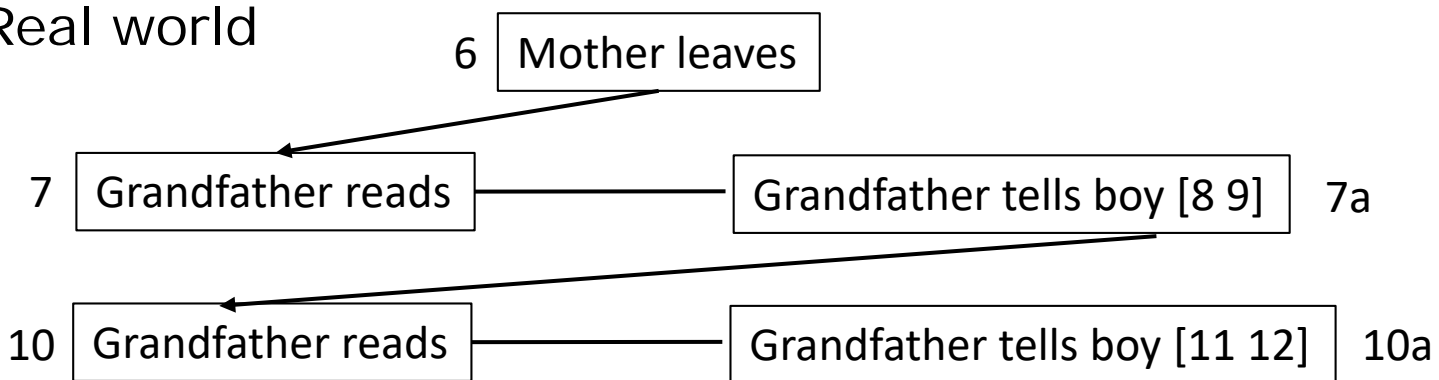 Real world
6 Mother leaves
7 Grandfather reads Grandfather tells boy [8 9] 7a
10 Grandfather reads Grandfather tells boy [11 12] 10a